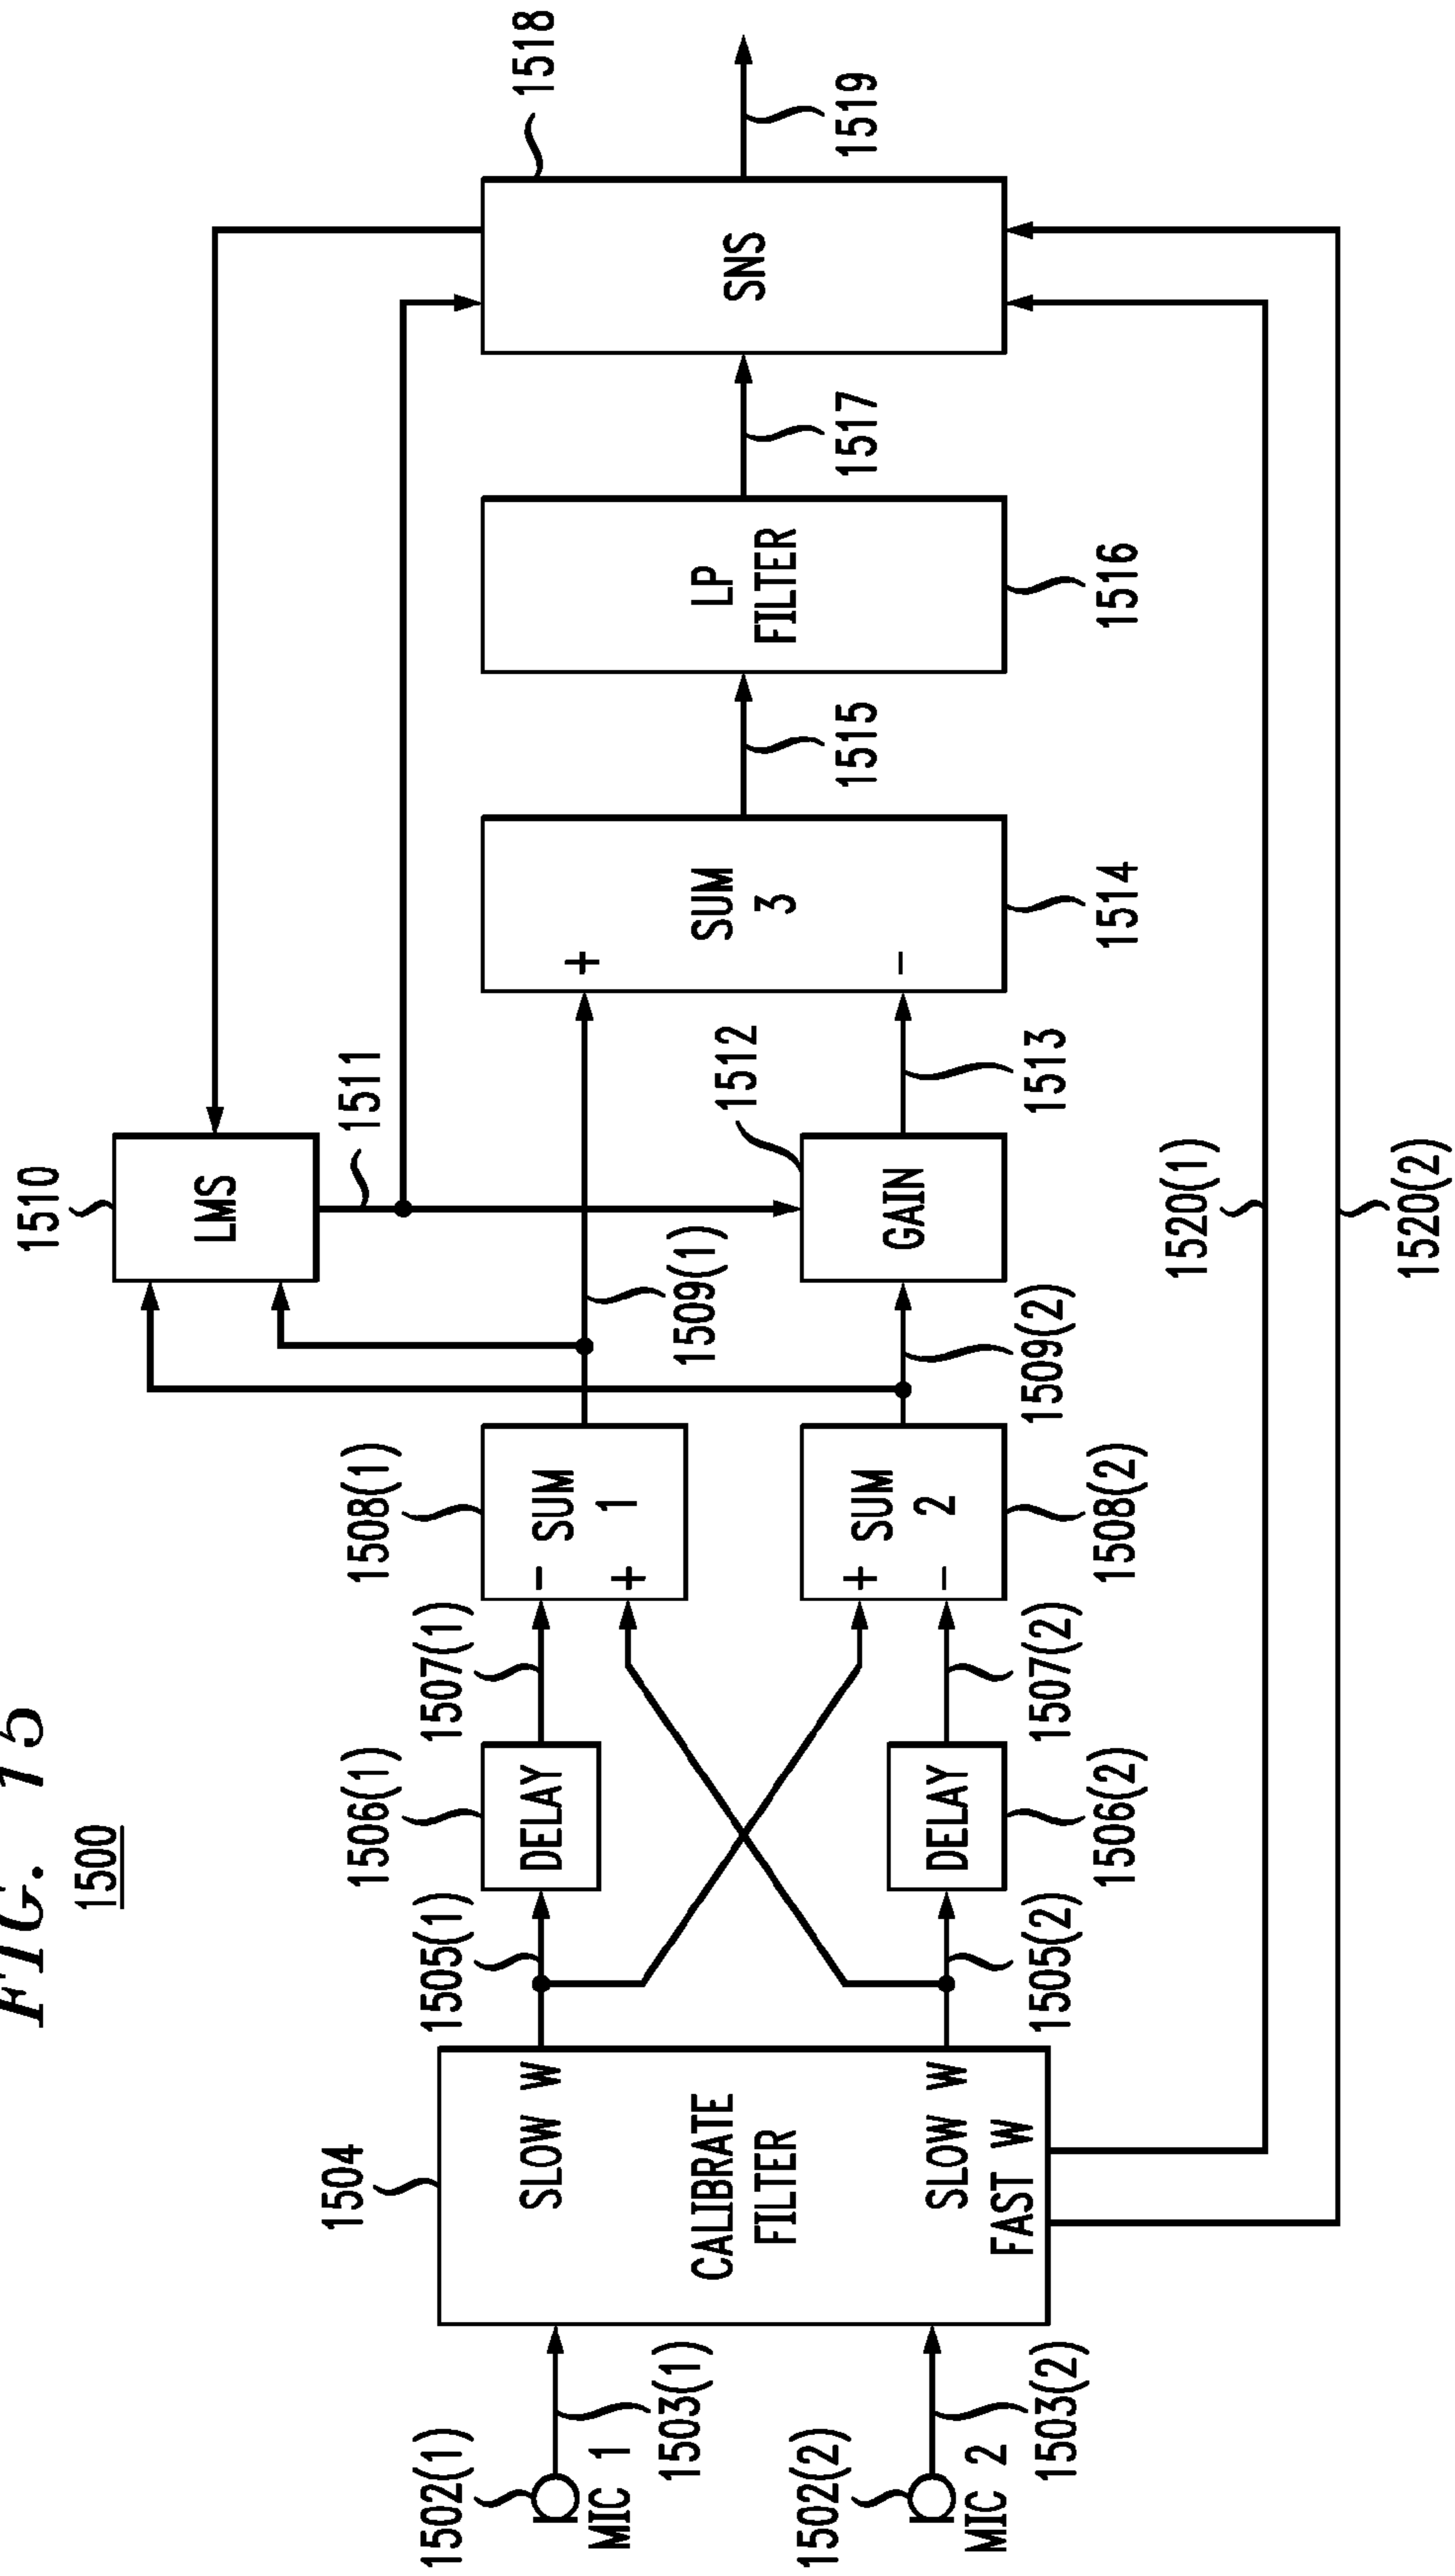 FIG. 15
1500
1502(1)
MIC 1
1503(1)
1502(2)
MIC 2
1503(2)
1504
SLOW W
CALIBRATE
FILTER
SLOW W
FAST W
1505(1)
1505(2)
1506(1)
DELAY
DELAY
1506(2)
1507(1)
1507(2)
1508(1)
- SUM
+ 1
+ SUM
- 2
1508(2)
1509(1)
1509(2)
1510
LMS
1511
1512
GAIN
1513
+
SUM
3
-
1514
1515
LP
FILTER
1516
1517
1518
SNS
1519
1520(1)
1520(2)